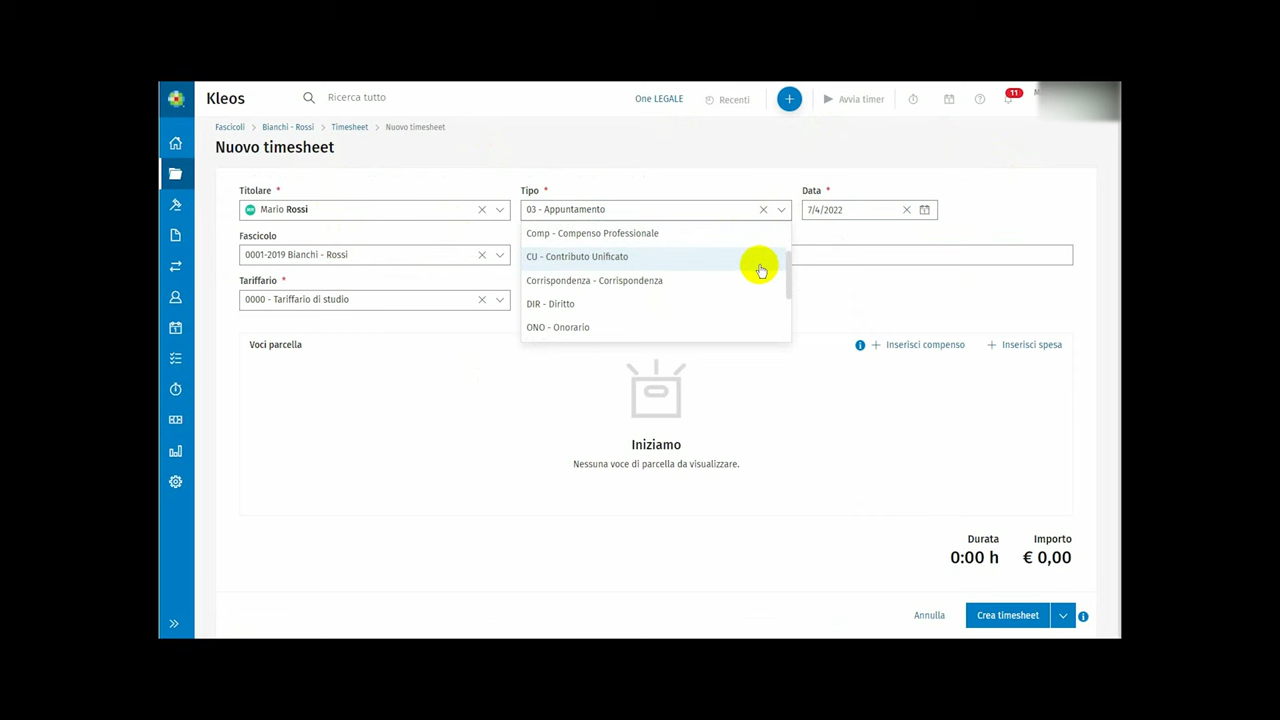 Kleos
Ricerca tutto
One LEGALE
Recenti
Avvia timer
11
Fascicoli > Bianchi - Rossi > Timesheet > Nuovo timesheet
Nuovo timesheet
Titolare * Tipo * Data *
Mario Rossi 03 - Appuntamento 7/4/2022
Fascicolo
Comp - Compenso Professionale
0001-2019 Bianchi - Rossi
CU - Contributo Unificato
Tariffario *
Corrispondenza - Corrispondenza
0000 - Tariffario di studio
DIR - Diritto
ONO - Onorario
Voci parcella
Inserisci compenso
Inserisci spesa
Iniziamo
Nessuna voce di parcella da visualizzare.
Durata Importo
0:00 h € 0,00
Annulla
Crea timesheet